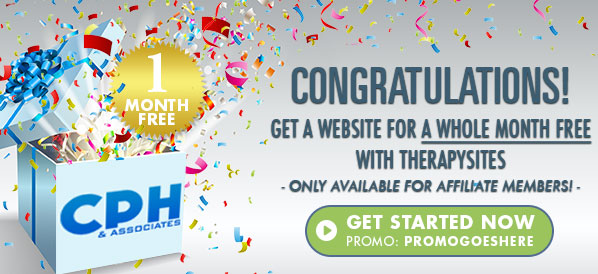 1
MONTH
FREE
CPH
& ASSOCIATES
CONGRATULATIONS!
GET A WEBSITE FOR A WHOLE MONTH FREE
WITH THERAPYSITES
- ONLY AVAILABLE FOR AFFILIATE MEMBERS! -
GET STARTED NOW
PROMO: PROMOGOESHERE